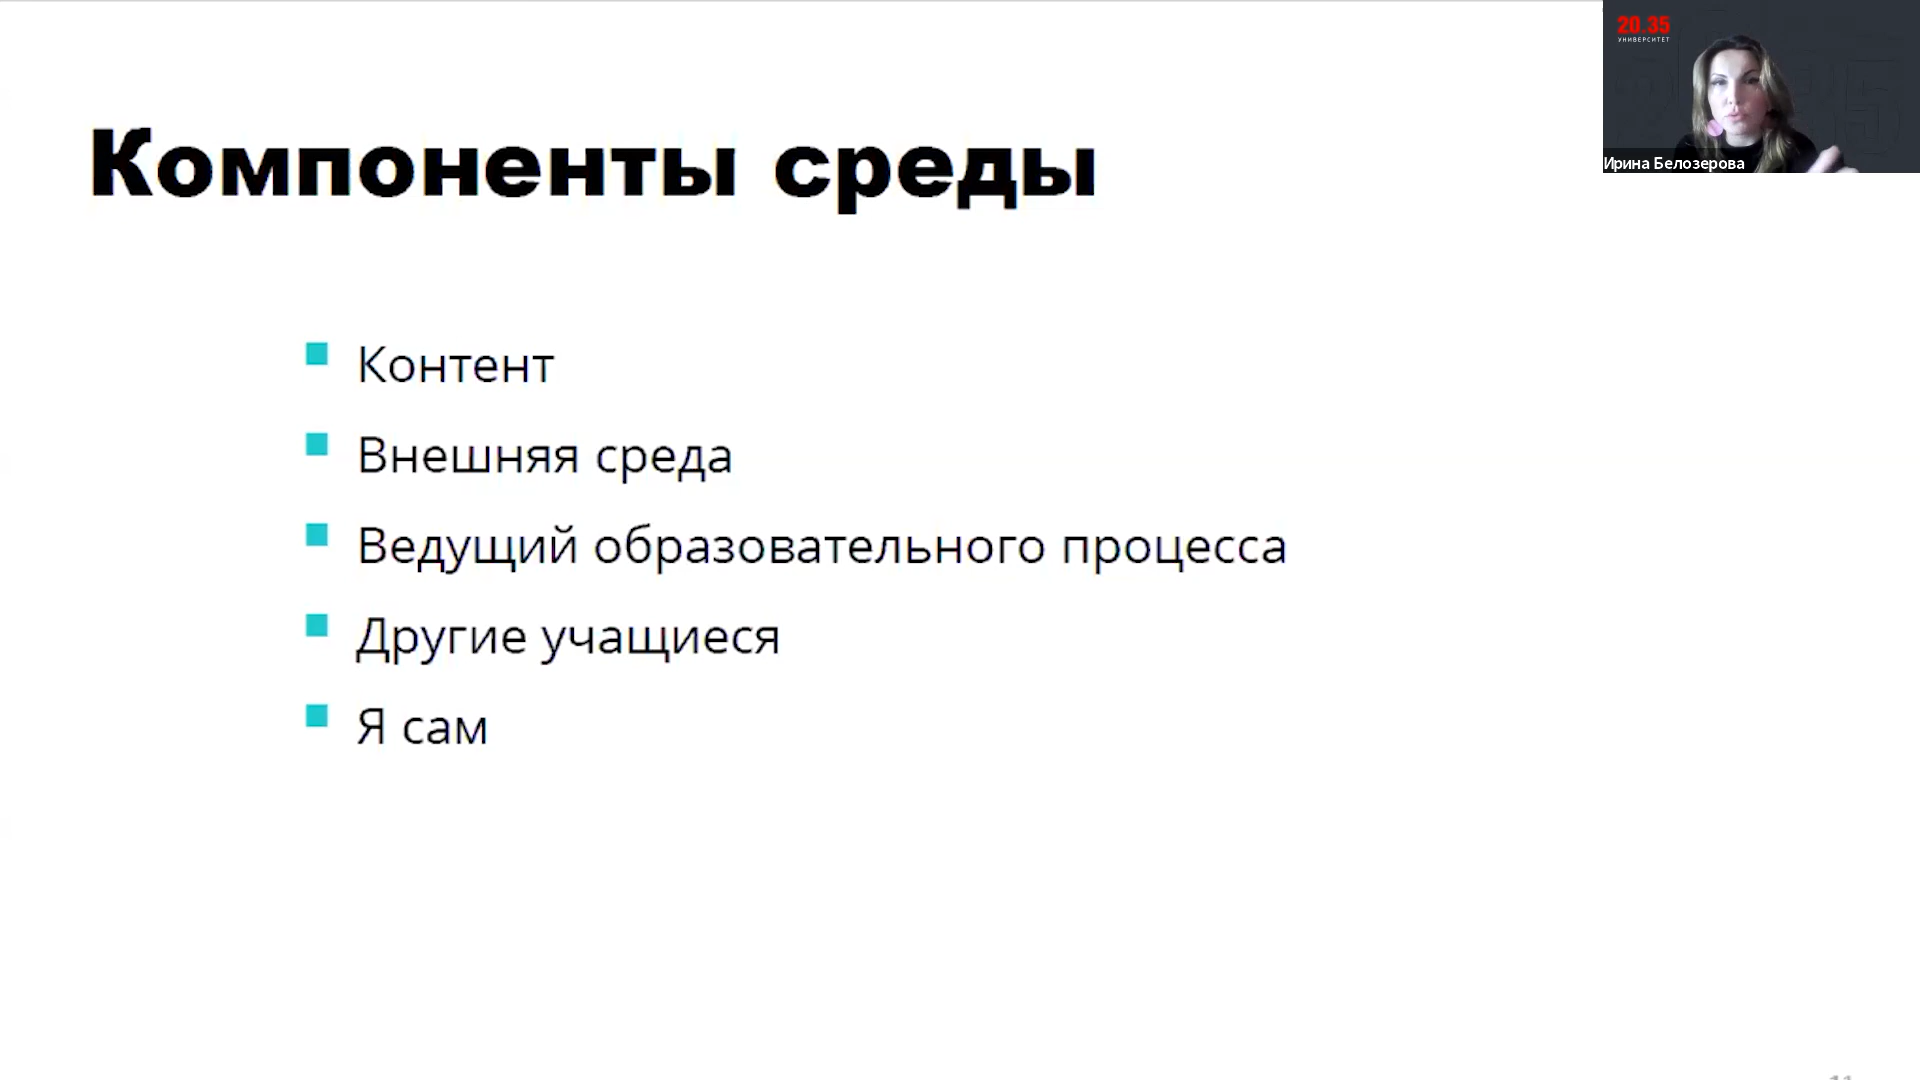 20.35
УНИВЕРСИТЕТ
Ирина Белозерова
Компоненты среды
Контент
Внешняя среда
Ведущий образовательного процесса
Другие учащиеся
Я сам